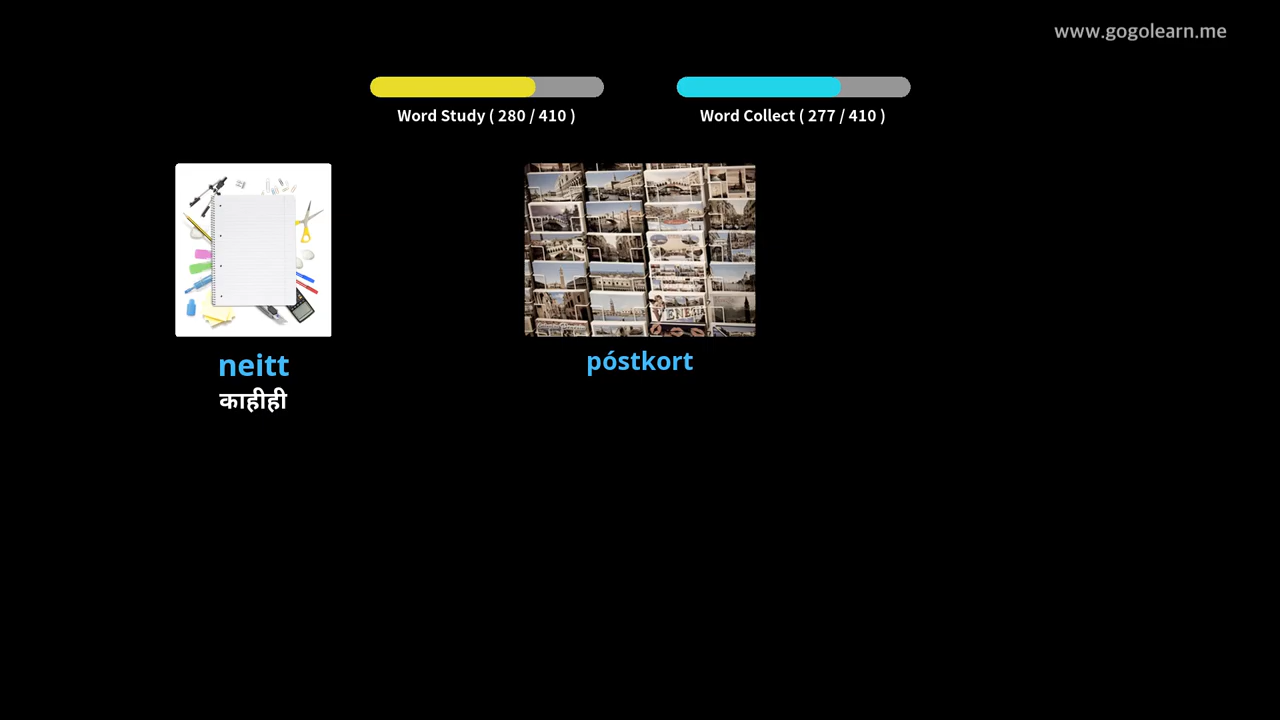 www.gogolearn.me
Word Study ( 280 / 410 )
Word Collect ( 277 / 410 )
neitt
काहीही
póstkort